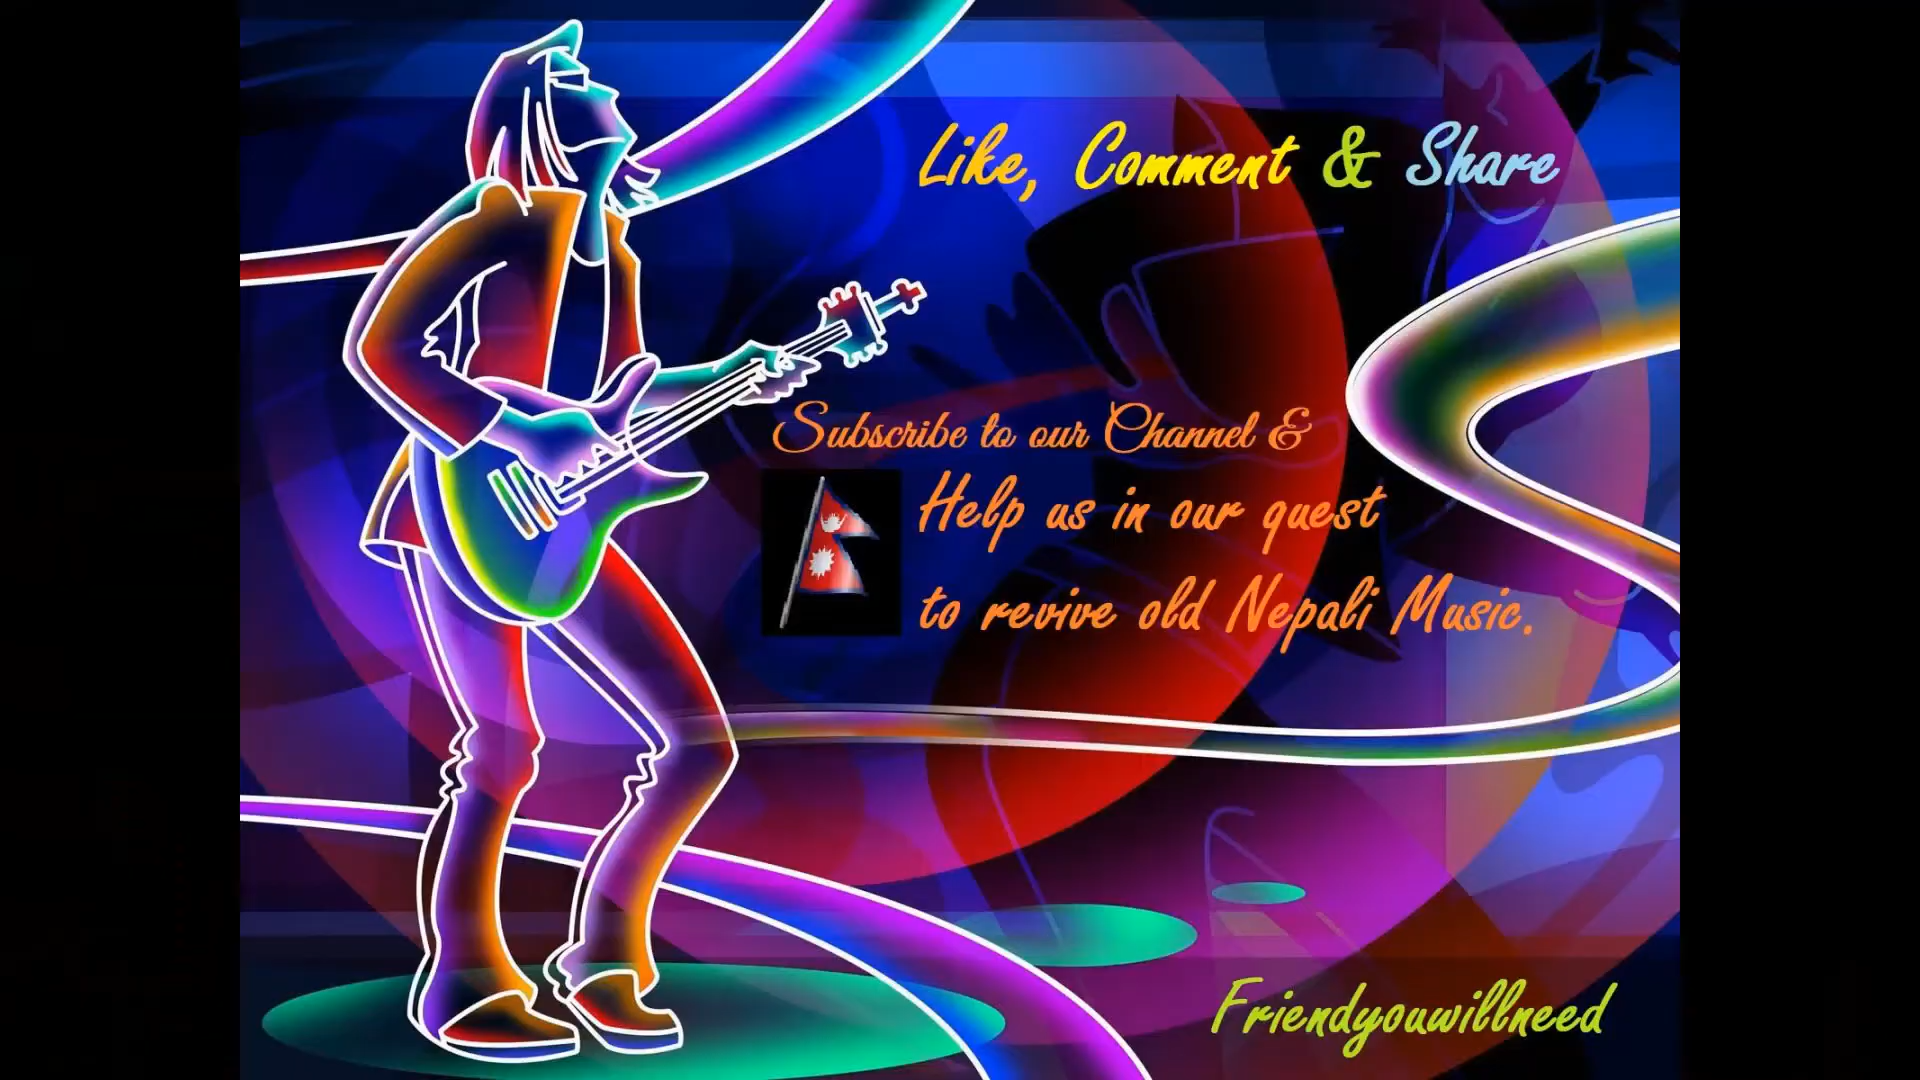 Like, Comment & Share
Subscribe to our Channel &
Help us in our quest
to revive old Nepali Music.
Friendyouwillneed